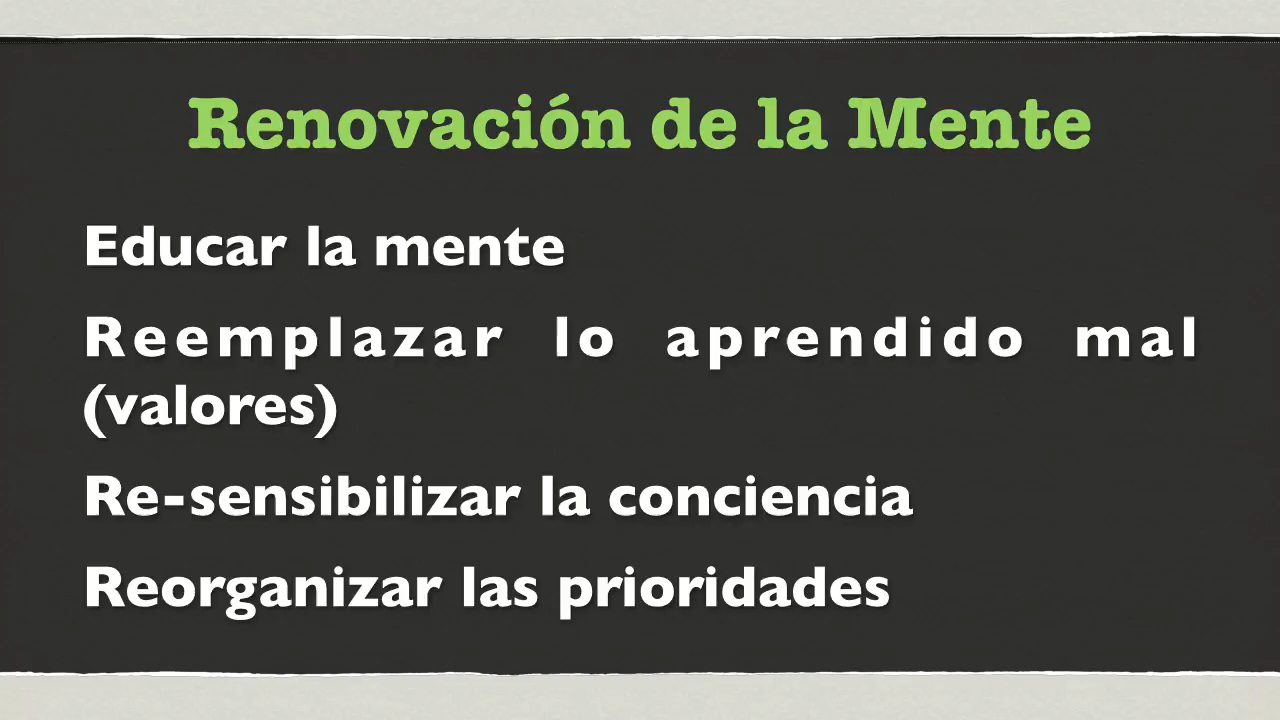 Renovación de la Mente
Educar la mente
Reemplazar lo aprendido mal
(valores)
Re-sensibilizar la conciencia
Reorganizar las prioridades